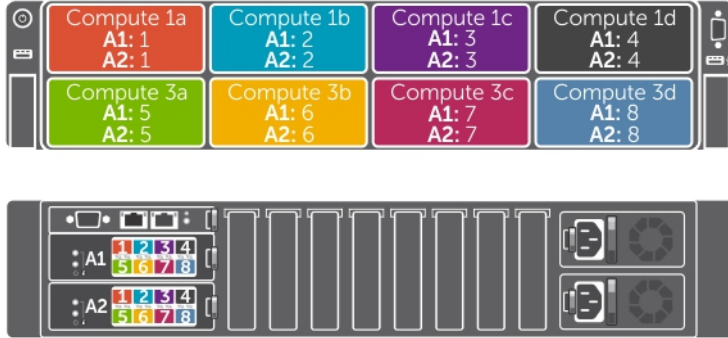 Compute 1a
A1: 1
A2: 1
Compute 1b
A1: 2
A2: 2
Compute 1c
A1: 3
A2: 3
Compute 1d
A1: 4
A2: 4
Compute 3a
A1: 5
A2: 5
Compute 3b
A1: 6
A2: 6
Compute 3c
A1: 7
A2: 7
Compute 3d
A1: 8
A2: 8
A1
1 2 3 4
5 6 7 8
A2
1 2 3 4
5 6 7 8